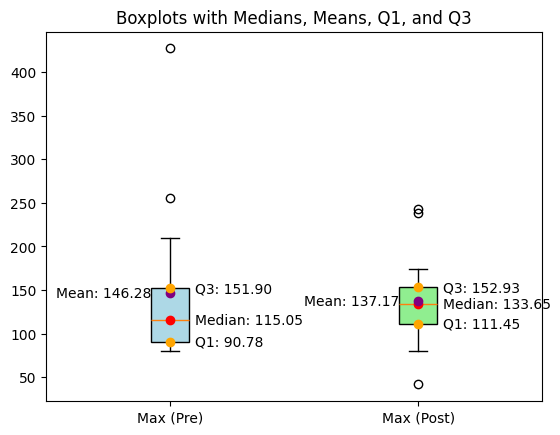 Boxplots with Medians, Means, Q1, and Q3
400
350
300
250
200
150
100
50
Mean: 146.28
Q3: 151.90
Median: 115.05
Q1: 90.78
Mean: 137.17
Q3: 152.93
Median: 133.65
Q1: 111.45
Max (Pre)
Max (Post)